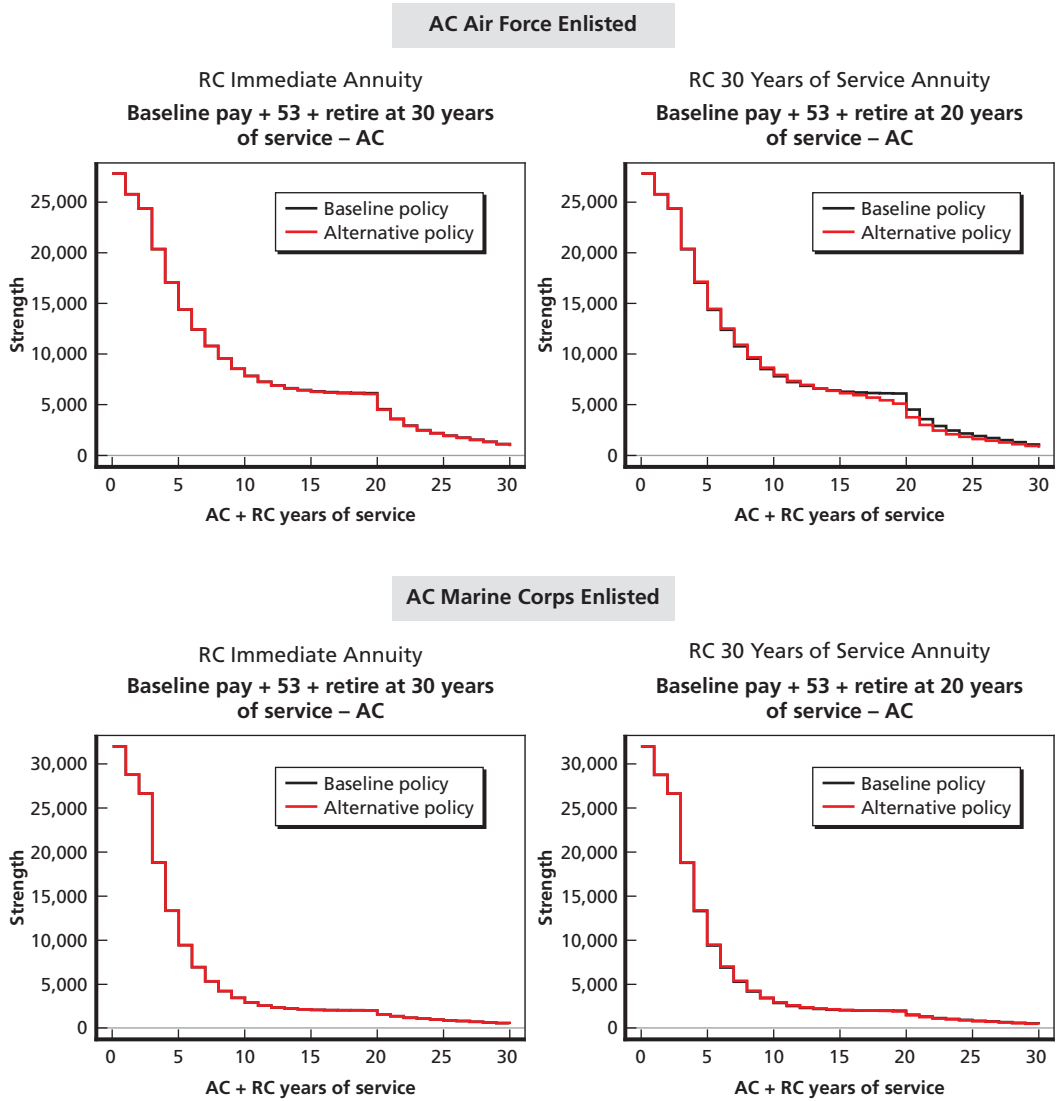 AC Air Force Enlisted
RC Immediate Annuity
Baseline pay + 53 + retire at 30 years
of service – AC
Strength
25,000
20,000
15,000
10,000
5,000
0
Baseline policy
Alternative policy
0 5 10 15 20 25 30
AC + RC years of service
RC 30 Years of Service Annuity
Baseline pay + 53 + retire at 20 years
of service – AC
Strength
25,000
20,000
15,000
10,000
5,000
0
Baseline policy
Alternative policy
0 5 10 15 20 25 30
AC + RC years of service
AC Marine Corps Enlisted
RC Immediate Annuity
Baseline pay + 53 + retire at 30 years
of service – AC
Strength
30,000
25,000
20,000
15,000
10,000
5,000
0
Baseline policy
Alternative policy
0 5 10 15 20 25 30
AC + RC years of service
RC 30 Years of Service Annuity
Baseline pay + 53 + retire at 20 years
of service – AC
Strength
30,000
25,000
20,000
15,000
10,000
5,000
0
Baseline policy
Alternative policy
0 5 10 15 20 25 30
AC + RC years of service